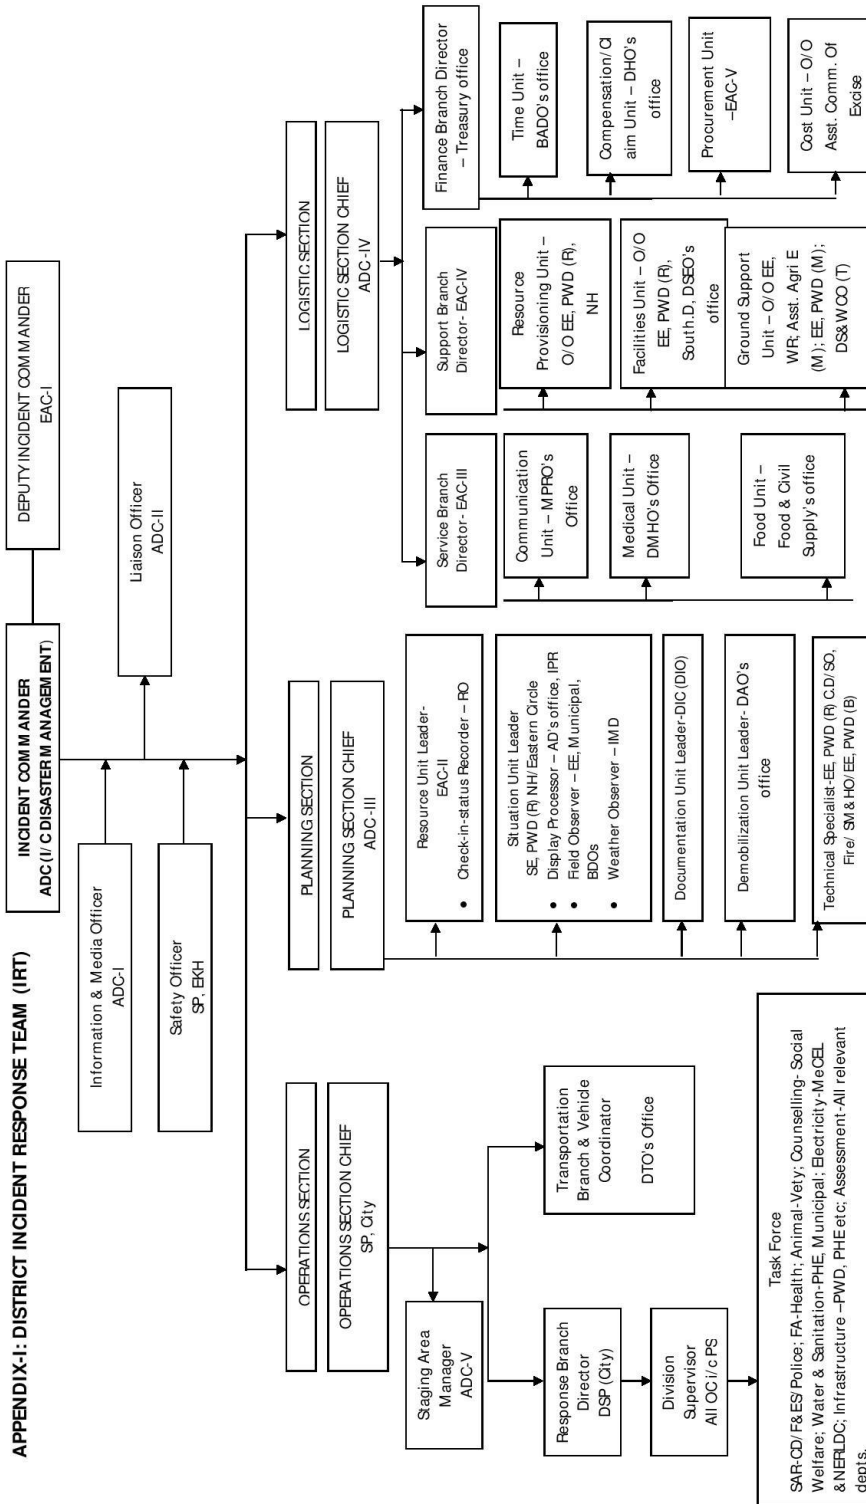 APPENDIX-I: DISTRICT INCIDENT RESPONSE TEAM (IRT)
INCIDENT COMMANDER
ADC (I/C DISASTER MANAGEMENT)
DEPUTY INCIDENT COMMANDER
EAC-I
Information & Media Officer
ADC-I
Liaison Officer
ADC-II
Safety Officer
SP, EKH
OPERATIONS SECTION
OPERATIONS SECTION CHIEF
SP, City
Staging Area
Manager
ADC-V
Response Branch
Director
DSP (City)
Division
Supervisor
All OC i/c PS
Transportation
Branch & Vehicle
Coordinator
DTO's Office
Task Force
SAR-CD/F&ES/Police; FA-Health; Animal-Vety; Counselling- Social
Welfare; Water & Sanitation-PHE, Municipal; Electricity-MeCEL
& NERLDC; Infrastructure –PWD, PHE etc; Assessment-All relevant
depts.
PLANNING SECTION
PLANNING SECTION CHIEF
ADC-III
Resource Unit Leader-
EAC-II
• Check-in-status Recorder – RO
Situation Unit Leader
SE, PWD (R) NH/Eastern Circle
• Display Processor – AD's office, IPR
• Field Observer – EE, Municipal,
BDOs
• Weather Observer – IMD
Documentation Unit Leader-DIC (DIO)
Demobilization Unit Leader- DAO's
office
Technical Specialist-EE, PWD (R) C.D/SO,
Fire/ SM & HO/ EE, PWD (B)
LOGISTIC SECTION
LOGISTIC SECTION CHIEF
ADC-IV
Service Branch
Director- EAC-III
Communication
Unit – MPRO's
Office
Medical Unit –
DMHO's Office
Food Unit –
Food & Civil
Supply's office
Support Branch
Director- EAC-IV
Resource
Provisioning Unit –
O/O EE, PWD (R),
NH
Facilities Unit – O/O
EE, PWD (R),
South.D, DSEO's
office
Ground Support
Unit – O/O EE,
WR; Asst. Agri E
(M); EE, PWD (M);
DS&WCO (T)
Finance Branch Director
– Treasury office
Time Unit –
BADO's office
Compensation/Cl
aim Unit – DHO's
office
Procurement Unit
–EAC-V
Cost Unit – O/O
Asst. Comm. Of
Excise